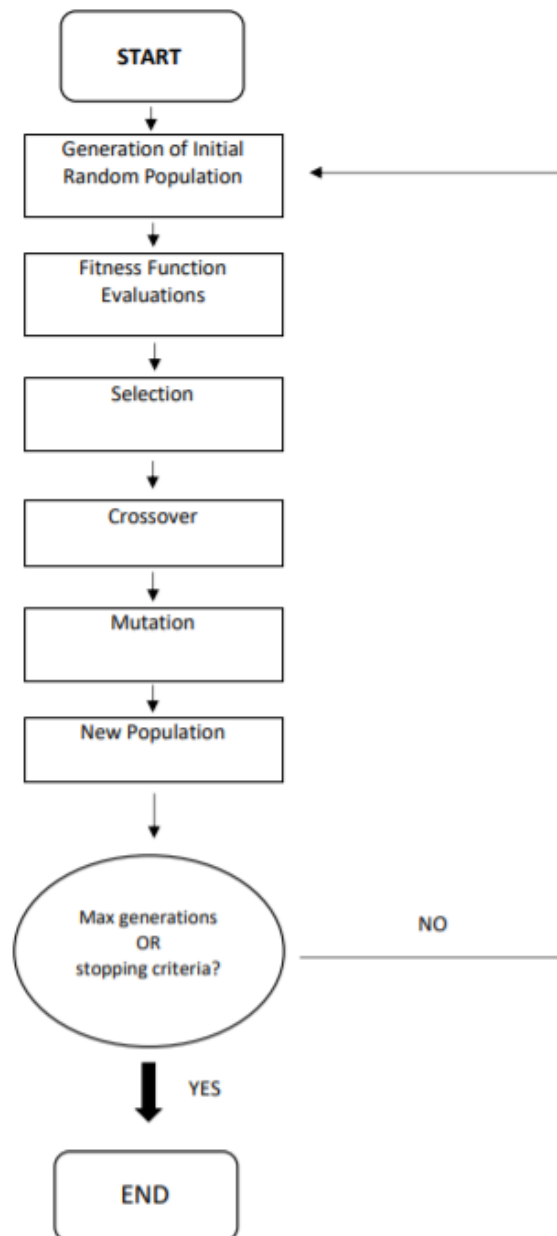 START
Generation of Initial
Random Population
Fitness Function
Evaluations
Selection
Crossover
Mutation
New Population
Max generations
OR
stopping criteria?
NO
YES
END